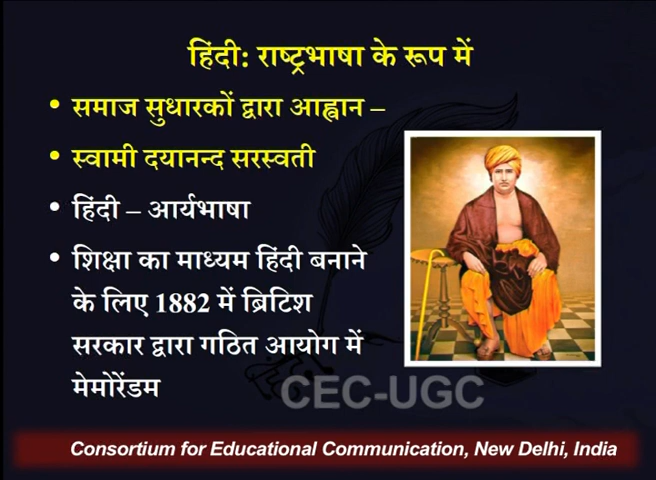 हिंदी: राष्ट्रभाषा के रूप में
• समाज सुधारकों द्वारा आह्वान –
• स्वामी दयानन्द सरस्वती
• हिंदी – आर्यभाषा
• शिक्षा का माध्यम हिंदी बनाने
के लिए 1882 में ब्रिटिश
सरकार द्वारा गठित आयोग में
मेमोरेंडम
CEC-UGC
Consortium for Educational Communication, New Delhi, India